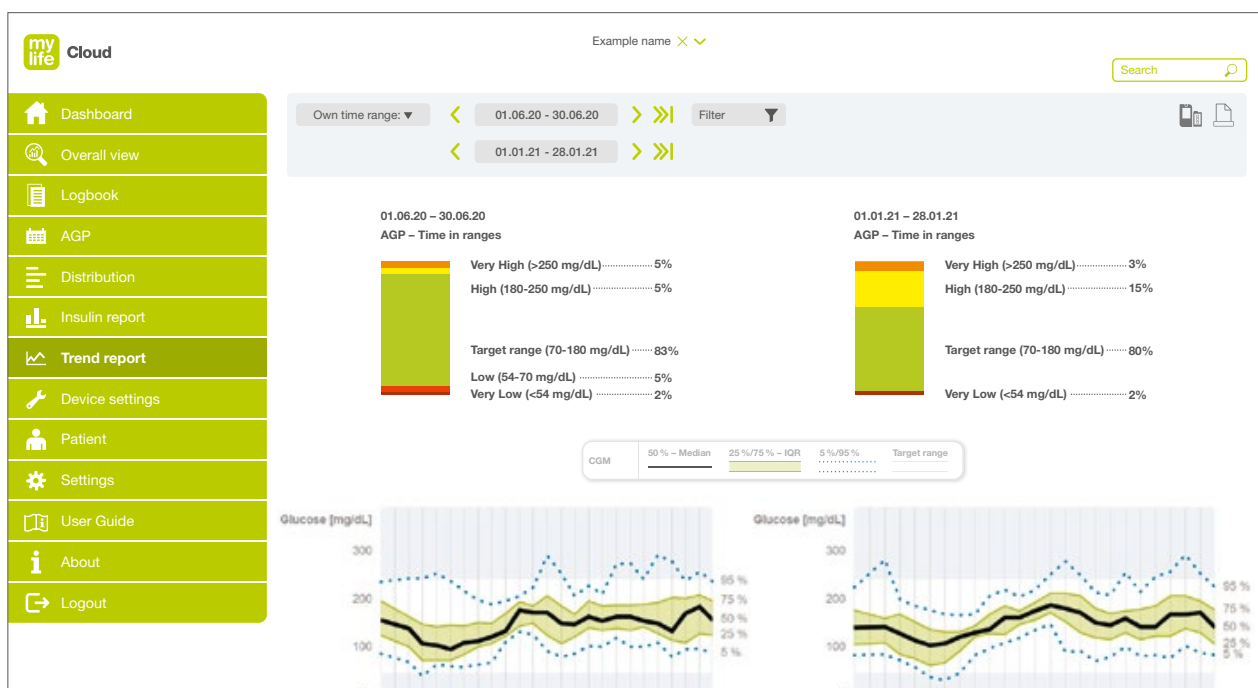 my
life
Cloud
Example name
Search
Dashboard
Overall view
Logbook
AGP
Distribution
Insulin report
Trend report
Device settings
Patient
Settings
User Guide
About
Logout
Own time range: ▼
01.06.20 - 30.06.20
Filter
01.01.21 - 28.01.21
01.06.20 – 30.06.20
AGP – Time in ranges
Very High (>250 mg/dL) 5%
High (180-250 mg/dL) 5%
Target range (70-180 mg/dL) 83%
Low (54-70 mg/dL) 5%
Very Low (<54 mg/dL) 2%
01.01.21 – 28.01.21
AGP – Time in ranges
Very High (>250 mg/dL) 3%
High (180-250 mg/dL) 15%
Target range (70-180 mg/dL) 80%
Very Low (<54 mg/dL) 2%
CGM
50 % – Median
25 %/75 % – IQR
5 %/95 %
Target range
Glucose [mg/dL]
300
200
100
95 %
75 %
50 %
25 %
5 %
Glucose [mg/dL]
300
200
100
95 %
75 %
50 %
25 %
5 %